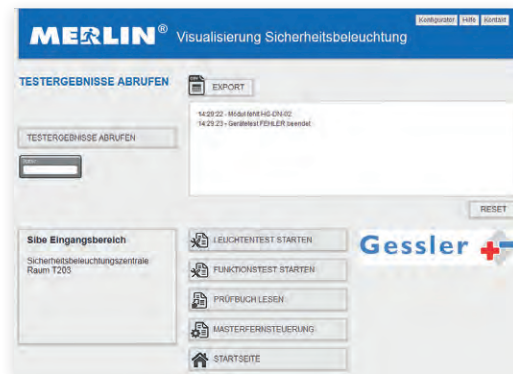 Konfigurator Hilfe Kontakt
MERLIN® Visualisierung Sicherheitsbeleuchtung
TESTERGEBNISSE ABRUFEN
EXPORT
14:29:22 - Modul fehlt HG-DN-02
14:29:23 - Gerätetest FEHLER beendet
TESTERGEBNISSE ABRUFEN
RESET
Sibe Eingangsbereich
Sicherheitsbeleuchtungszentrale
Raum T203
LEUCHTENTEST STARTEN
FUNKTIONSTEST STARTEN
PRÜFBUCH LESEN
MASTERFERNSTEUERUNG
STARTSEITE
Gessler